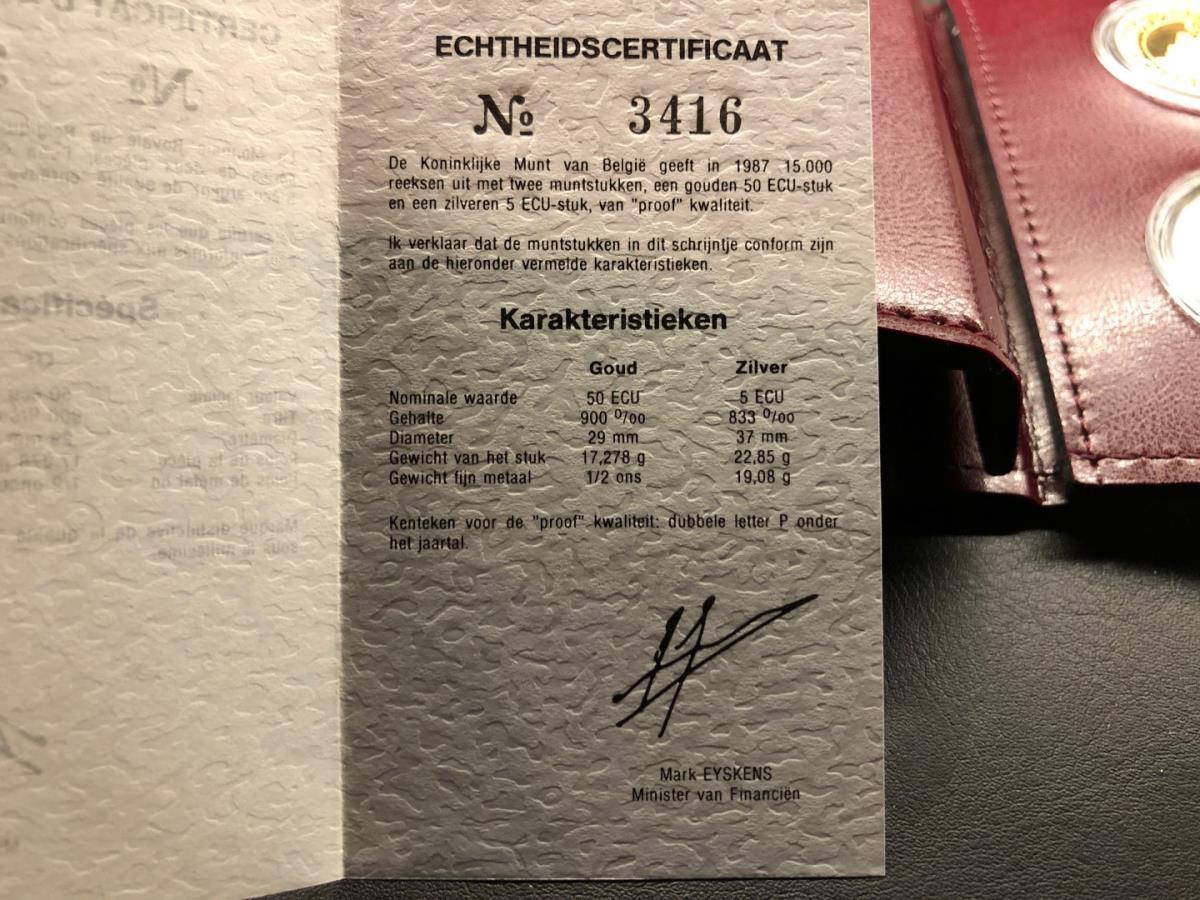 ECHTHEIDSCERTIFICAAT
№ 3416
De Koninklijke Munt van België geeft in 1987 15.000
reeksen uit met twee muntstukken, een gouden 50 ECU-stuk
en een zilveren 5 ECU-stuk, van "proof" kwaliteit.
Ik verklaar dat de muntstukken in dit schrijntje conform zijn
aan de hieronder vermelde karakteristieken.
Karakteristieken
Goud Zilver
Nominale waarde 50 ECU 5 ECU
Gehalte 900 ⁰/oo 833 ⁰/oo
Diameter 29 mm 37 mm
Gewicht van het stuk 17,278 g 22,85 g
Gewicht fijn metaal 1/2 ons 19,08 g
Kenteken voor de "proof" kwaliteit: dubbele letter P onder
het jaartal.
Mark EYSKENS
Minister van Financiën